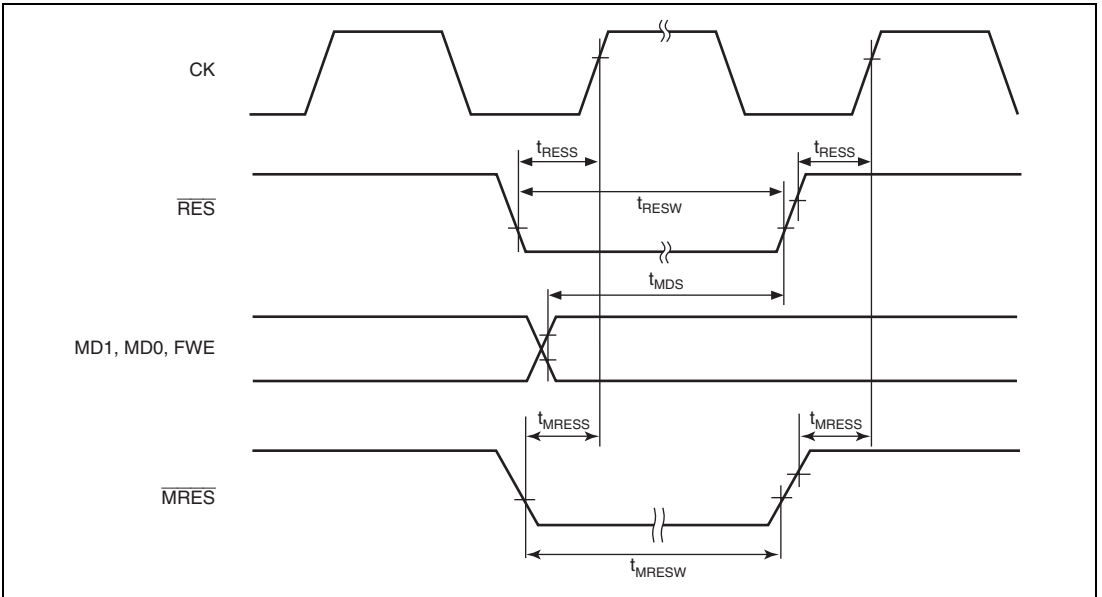 CK
tRESS
tRESS
RES
tRESW
tMDS
MD1, MD0, FWE
tMRESS
tMRESS
MRES
tMRESW